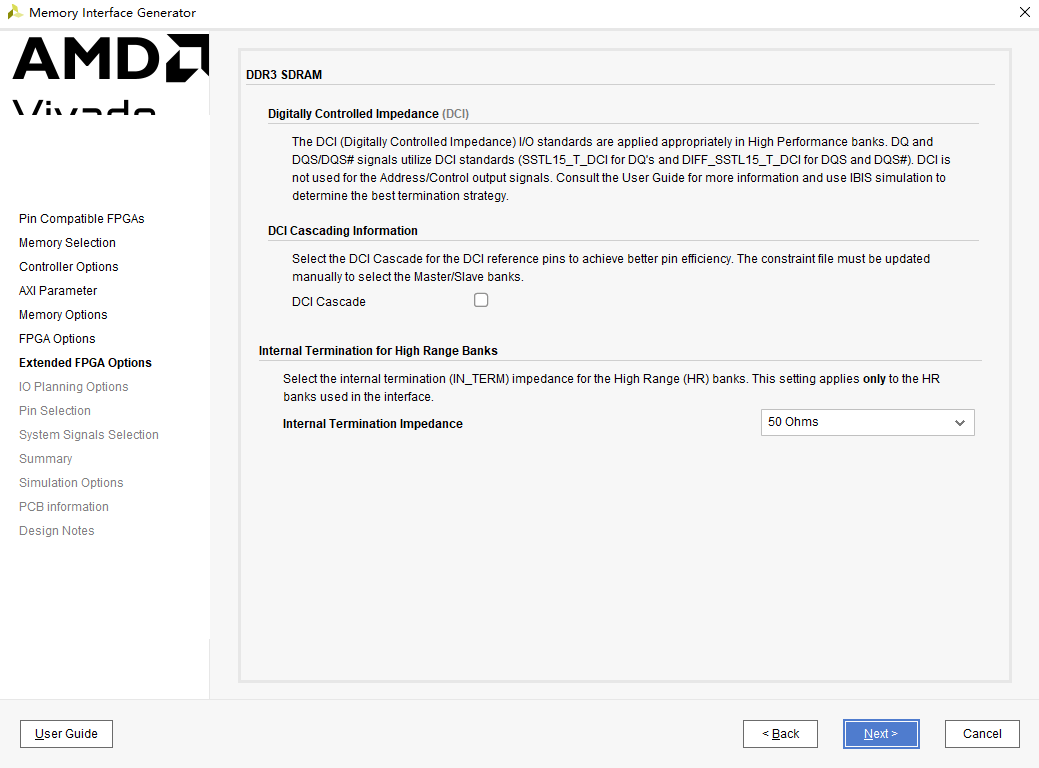 Memory Interface Generator
AMD
Vivado
Pin Compatible FPGAs
Memory Selection
Controller Options
AXI Parameter
Memory Options
FPGA Options
Extended FPGA Options
IO Planning Options
Pin Selection
System Signals Selection
Summary
Simulation Options
PCB information
Design Notes
DDR3 SDRAM
Digitally Controlled Impedance (DCI)
The DCI (Digitally Controlled Impedance) I/O standards are applied appropriately in High Performance banks. DQ and
DQS/DQS# signals utilize DCI standards (SSTL15_T_DCI for DQ's and DIFF_SSTL15_T_DCI for DQS and DQS#). DCI is
not used for the Address/Control output signals. Consult the User Guide for more information and use IBIS simulation to
determine the best termination strategy.
DCI Cascading Information
Select the DCI Cascade for the DCI reference pins to achieve better pin efficiency. The constraint file must be updated
manually to select the Master/Slave banks.
DCI Cascade
Internal Termination for High Range Banks
Select the internal termination (IN_TERM) impedance for the High Range (HR) banks. This setting applies only to the HR
banks used in the interface.
Internal Termination Impedance
50 Ohms
User Guide
< Back
Next >
Cancel